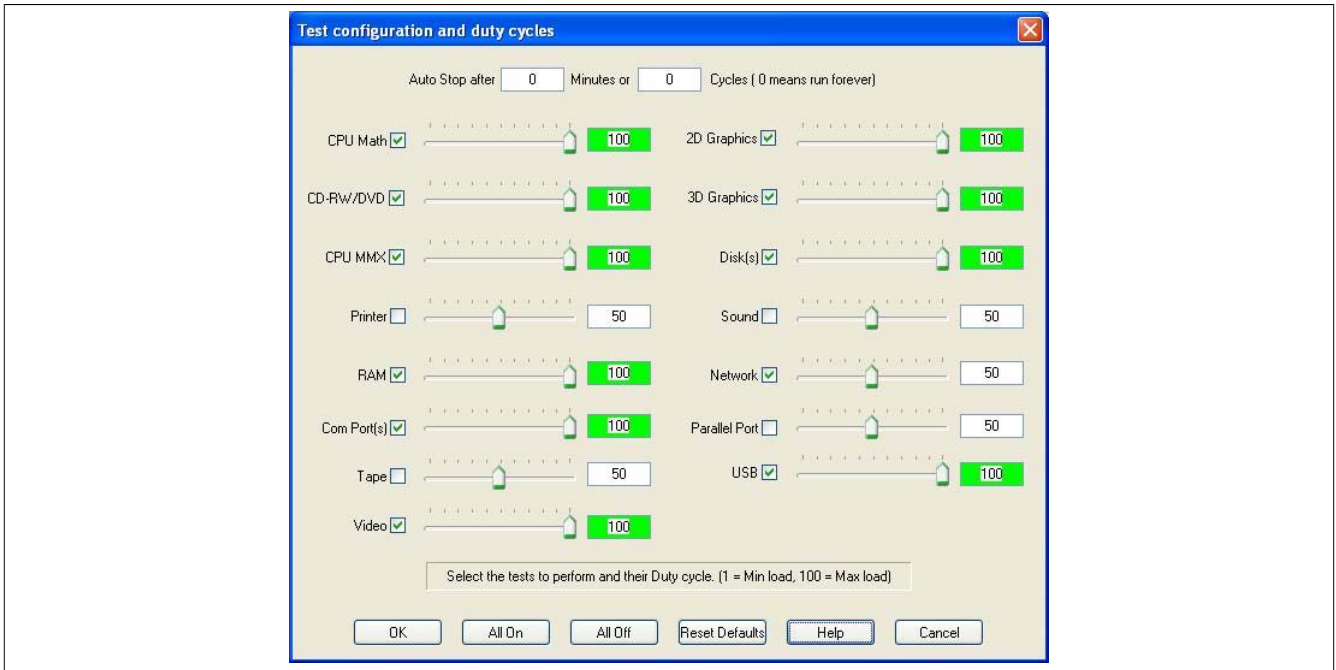 Test configuration and duty cycles
Auto Stop after 0 Minutes or 0 Cycles ( 0 means run forever)
CPU Math 100 2D Graphics 100
CD-RW/DVD 100 3D Graphics 100
CPU MMX 100 Disk(s) 100
Printer 50 Sound 50
RAM 100 Network 50
Com Port(s) 100 Parallel Port 50
Tape 50 USB 100
Video 100
Select the tests to perform and their Duty cycle. (1 = Min load, 100 = Max load)
OK All On All Off Reset Defaults Help Cancel